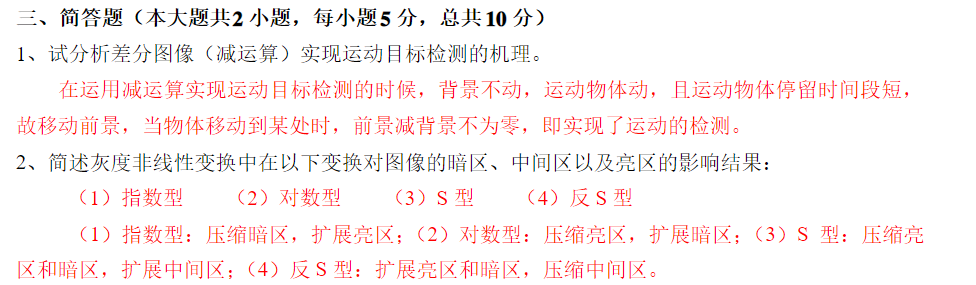 三、简答题（本大题共2 小题，每小题5 分，总共10 分）
1、试分析差分图像（减运算）实现运动目标检测的机理。
在运用减运算实现运动目标检测的时候，背景不动，运动物体动，且运动物体停留时间段短，
故移动前景，当物体移动到某处时，前景减背景不为零，即实现了运动的检测。
2、简述灰度非线性变换中在以下变换对图像的暗区、中间区以及亮区的影响结果：
（1）指数型 （2）对数型 （3）S 型 （4）反 S 型
（1）指数型：压缩暗区，扩展亮区；（2）对数型：压缩亮区，扩展暗区；（3）S 型：压缩亮
区和暗区，扩展中间区；（4）反 S 型：扩展亮区和暗区，压缩中间区。